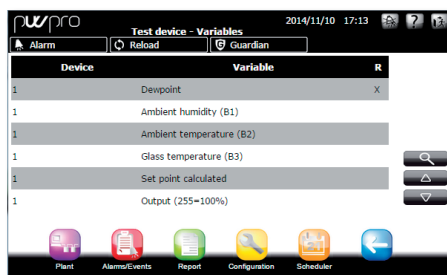 pwpro
Test device - Variables
2014/11/10 17:13
?
Alarm Reload G Guardian
Device Variable R
1 Dewpoint X
1 Ambient humidity (B1)
1 Ambient temperature (B2)
1 Glass temperature (B3)
1 Set point calculated
1 Output (255=100%)
Plant Alarms/Events Report Configuration Scheduler